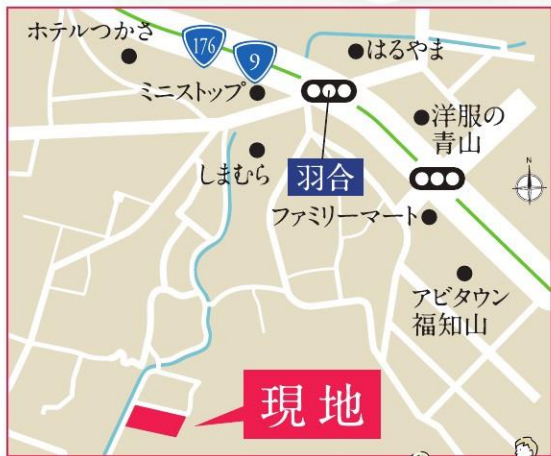 ホテルつかさ
176
9
はるやま
ミニストップ
洋服の
青山
しまむら
羽合
N
ファミリーマート
アビタウン
福知山
現地